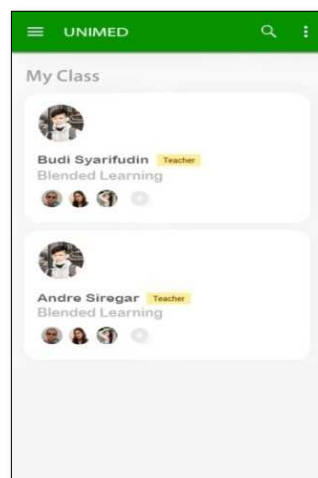 UNIMED
My Class
Budi Syarifudin Teacher
Blended Learning
Andre Siregar Teacher
Blended Learning